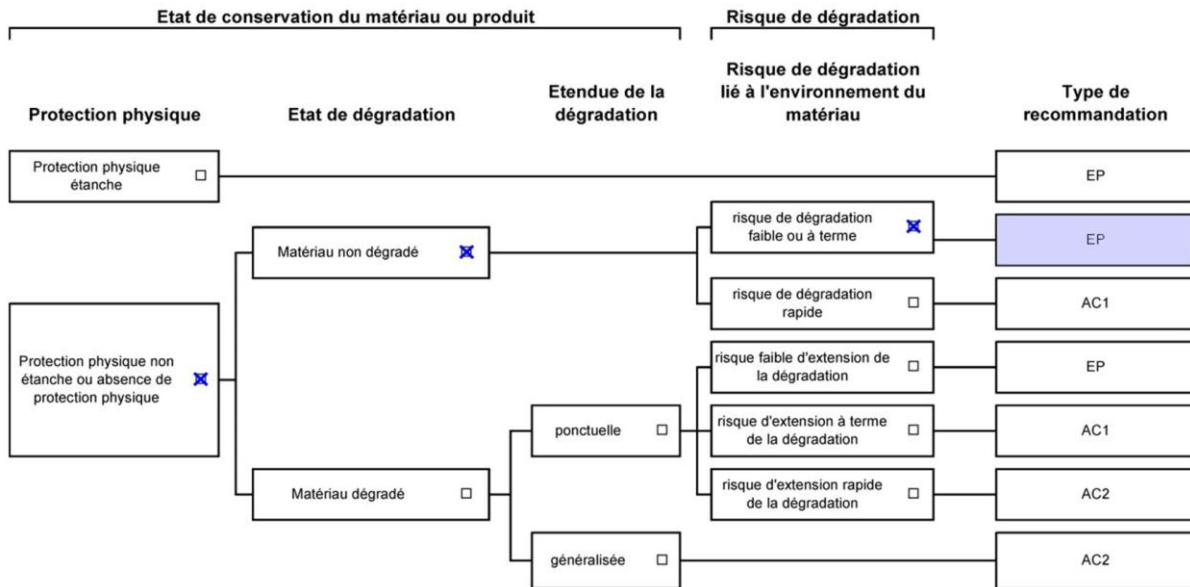 Etat de conservation du matériau ou produit
Risque de dégradation
Protection physique
Etat de dégradation
Etendue de la
dégradation
Risque de dégradation
lié à l'environnement du
matériau
Type de
recommandation
Protection physique
étanche
EP
risque de dégradation
faible ou à terme
EP
Matériau non dégradé
risque de dégradation
rapide
AC1
Protection physique non
étanche ou absence de
protection physique
risque faible d'extension de
la dégradation
EP
ponctuelle
risque d'extension à terme
de la dégradation
AC1
Matériau dégradé
risque d'extension rapide
de la dégradation
AC2
généralisée
AC2